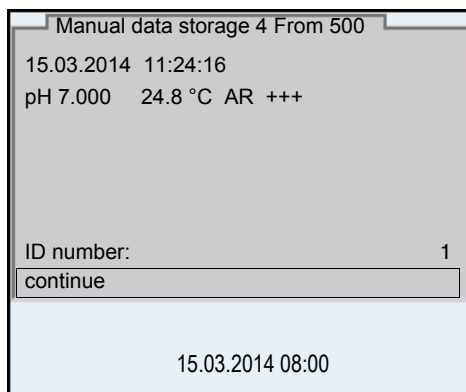 Manual data storage 4 From 500
15.03.2014 11:24:16
pH 7.000 24.8 °C AR +++
ID number: 1
continue
15.03.2014 08:00